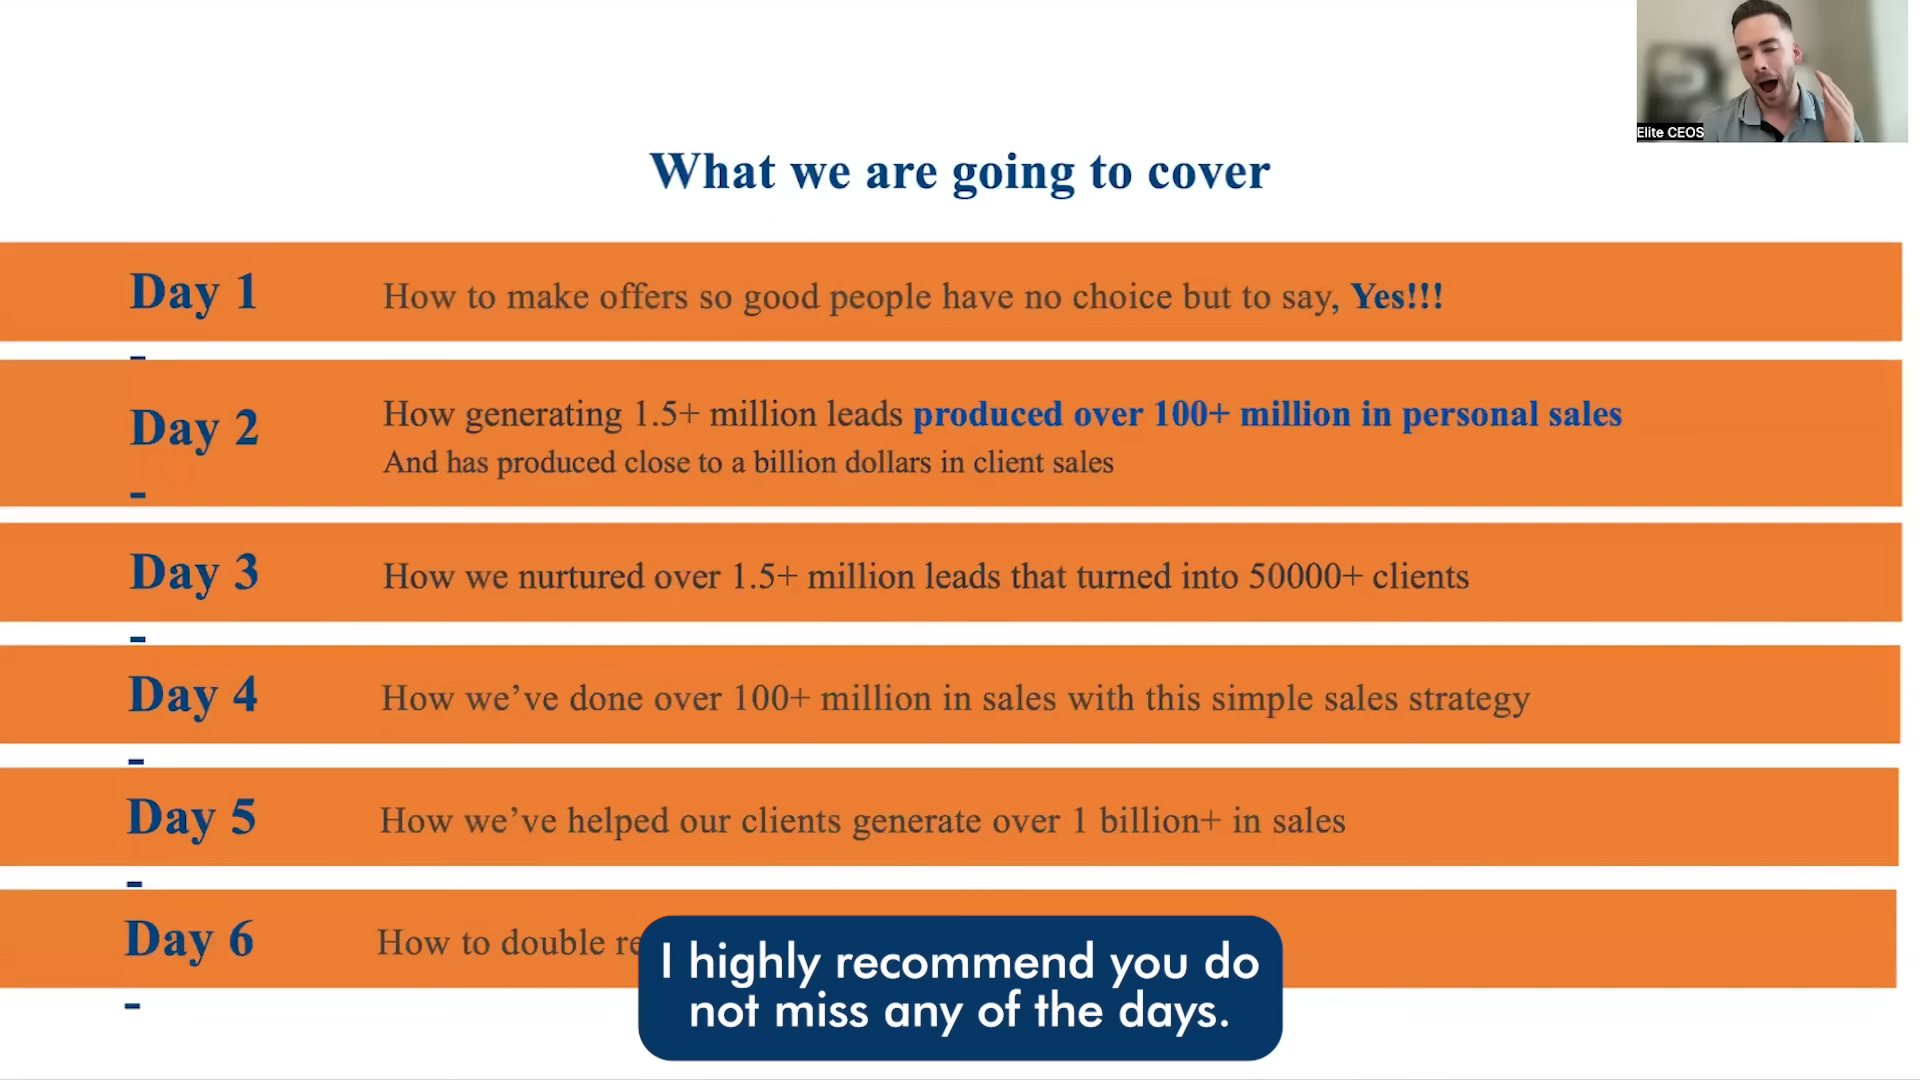 Elite CEOS
What we are going to cover
Day 1
How to make offers so good people have no choice but to say, Yes!!!
-
Day 2
How generating 1.5+ million leads produced over 100+ million in personal sales
And has produced close to a billion dollars in client sales
-
Day 3
How we nurtured over 1.5+ million leads that turned into 50000+ clients
-
Day 4
How we’ve done over 100+ million in sales with this simple sales strategy
-
Day 5
How we’ve helped our clients generate over 1 billion+ in sales
-
Day 6
How to double
-
I highly recommend you do
not miss any of the days.